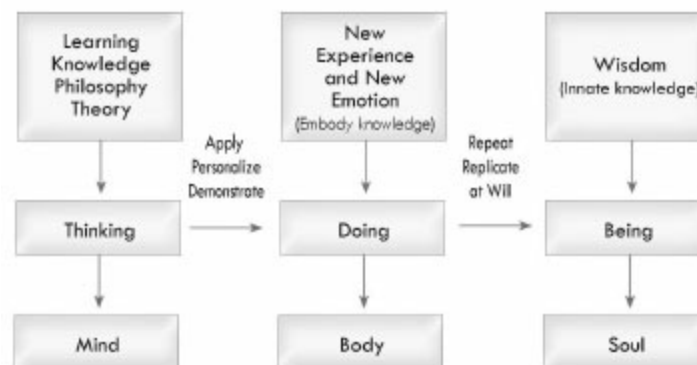 Learning
Knowledge
Philosophy
Theory
New
Experience
and New
Emotion
(Embody knowledge)
Wisdom
(Innate knowledge)
Apply
Personalize
Demonstrate
Repeat
Replicate
at Will
Thinking
Doing
Being
Mind
Body
Soul